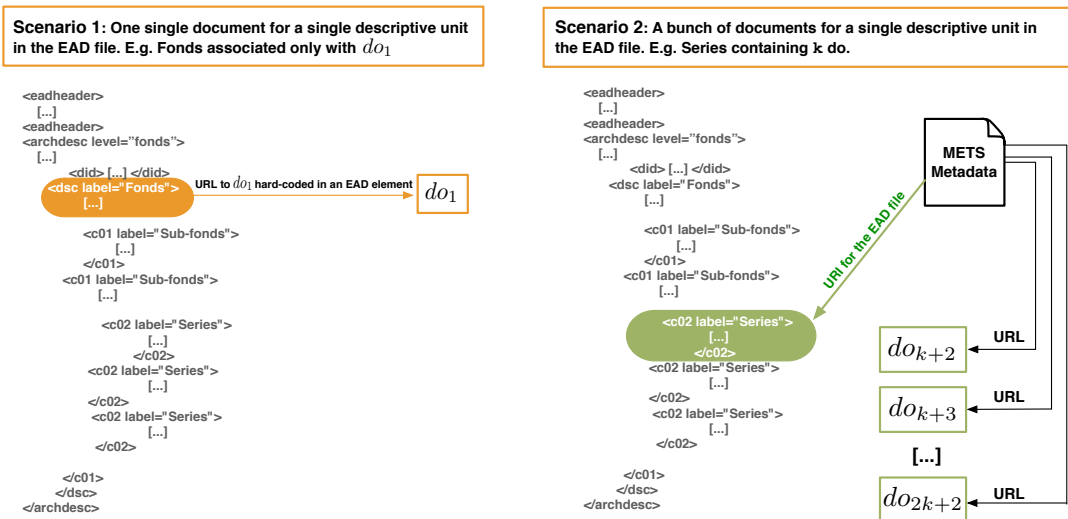 Scenario 1: One single document for a single descriptive unit
in the EAD file. E.g. Fonds associated only with do₁
<eadheader>
[...]
<eadheader>
<archdesc level="fonds">
[...]
<did> [...] </did>
<dsc label="Fonds">
[...]
URL to do₁ hard-coded in an EAD element
do₁
<c01 label="Sub-fonds">
[...]
</c01>
<c01 label="Sub-fonds">
[...]
<c02 label="Series">
[...]
</c02>
<c02 label="Series">
[...]
</c02>
<c02 label="Series">
[...]
</c02>
</c01>
</dsc>
</archdesc>
Scenario 2: A bunch of documents for a single descriptive unit in
the EAD file. E.g. Series containing k do.
<eadheader>
[...]
<eadheader>
<archdesc level="fonds">
[...]
<did> [...] </did>
<dsc label="Fonds">
[...]
<c01 label="Sub-fonds">
[...]
</c01>
<c01 label="Sub-fonds">
[...]
<c02 label="Series">
[...]
</c02>
<c02 label="Series">
[...]
</c02>
<c02 label="Series">
[...]
</c02>
</c01>
</dsc>
</archdesc>
METS
Metadata
URI for the EAD file
do_{k+2}
URL
do_{k+3}
URL
[...]
do_{2k+2}
URL